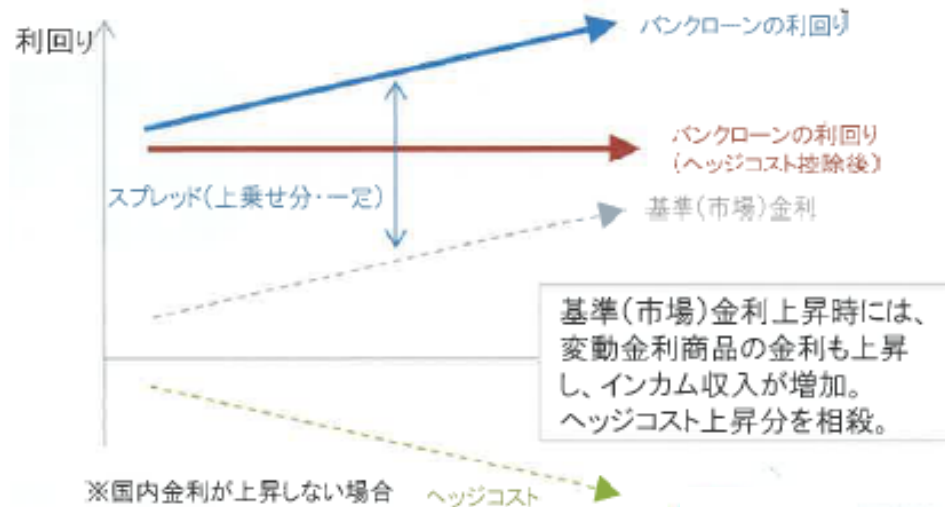 利回り
バンクローンの利回り
バンクローンの利回り
(ヘッジコスト控除後)
スプレッド(上乗せ分・一定)
基準(市場)金利
基準(市場)金利上昇時には、
変動金利商品の金利も上昇
し、インカム収入が増加。
ヘッジコスト上昇分を相殺。
※国内金利が上昇しない場合
ヘッジコスト